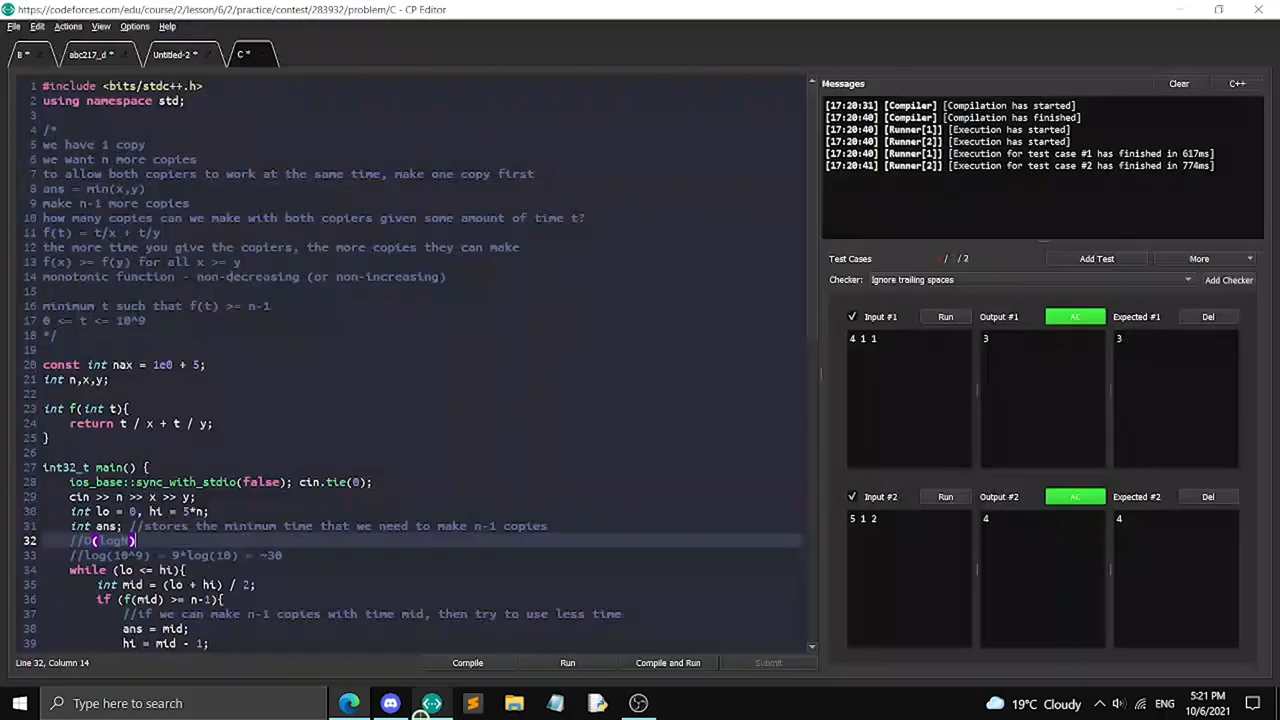 https://codeforces.com/edu/course/2/lesson/6/2/practice/contest/283932/problem/C - CP Editor
File Edit Actions View Options Help
B * abc217_d * Untitled-2 * C *
1 #include <bits/stdc++.h>
2 using namespace std;
3
4 /*
5 we have 1 copy
6 we want n more copies
7 to allow both copiers to work at the same time, make one copy first
8 ans = min(x,y)
9 make n-1 more copies
10 how many copies can we make with both copiers given some amount of time t?
11 f(t) = t/x + t/y
12 the more time you give the copiers, the more copies they can make
13 f(x) >= f(y) for all x >= y
14 monotonic function - non-decreasing (or non-increasing)
15
16 minimum t such that f(t) >= n-1
17 0 <= t <= 10^9
18 */
19
20 const int nax = 1e0 + 5;
21 int n,x,y;
22
23 int f(int t){
24 return t / x + t / y;
25 }
26
27 int32_t main() {
28 ios_base::sync_with_stdio(false); cin.tie(0);
29 cin >> n >> x >> y;
30 int lo = 0, hi = 5*n;
31 int ans; //stores the minimum time that we need to make n-1 copies
32 //O(logN)
33 //log(10^9) = 9*log(10) = ~30
34 while (lo <= hi){
35 int mid = (lo + hi) / 2;
36 if (f(mid) >= n-1){
37 //if we can make n-1 copies with time mid, then try to use less time
38 ans = mid;
39 hi = mid - 1;
Line 32, Column 14
Compile Run Compile and Run Submit
Messages Clear C++
[17:20:31] [Compiler] [Compilation has started]
[17:20:40] [Compiler] [Compilation has finished]
[17:20:40] [Runner[1]] [Execution has started]
[17:20:40] [Runner[2]] [Execution has started]
[17:20:40] [Runner[1]] [Execution for test case #1 has finished in 617ms]
[17:20:41] [Runner[2]] [Execution for test case #2 has finished in 774ms]
Test Cases / / 2 Add Test More
Checker: Ignore trailing spaces Add Checker
Input #1 Run Output #1 AC Expected #1 Del
4 1 1 3 3
Input #2 Run Output #2 AC Expected #2 Del
5 1 2 4 4
Type here to search
19°C Cloudy ENG 5:21 PM
10/6/2021